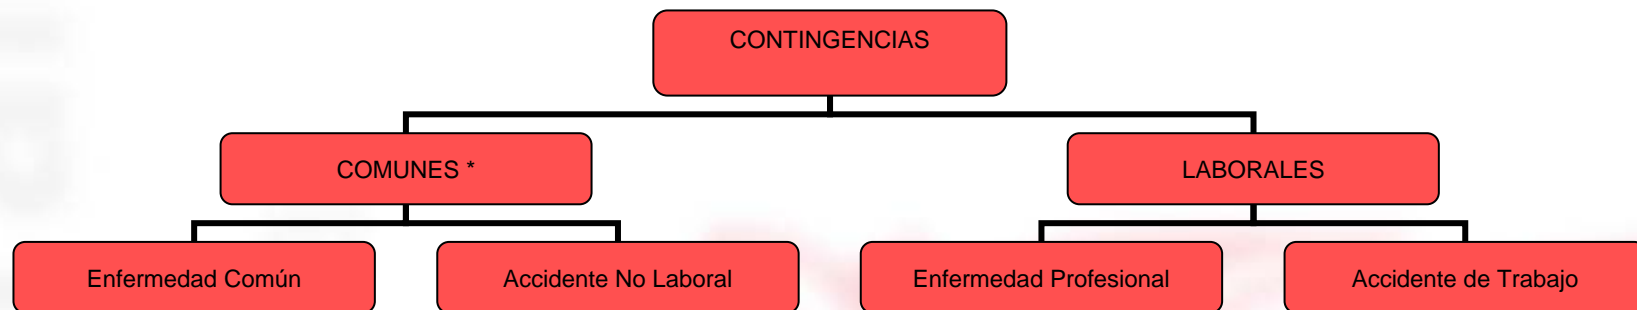 CONTINGENCIAS
COMUNES *
LABORALES
Enfermedad Común
Accidente No Laboral
Enfermedad Profesional
Accidente de Trabajo